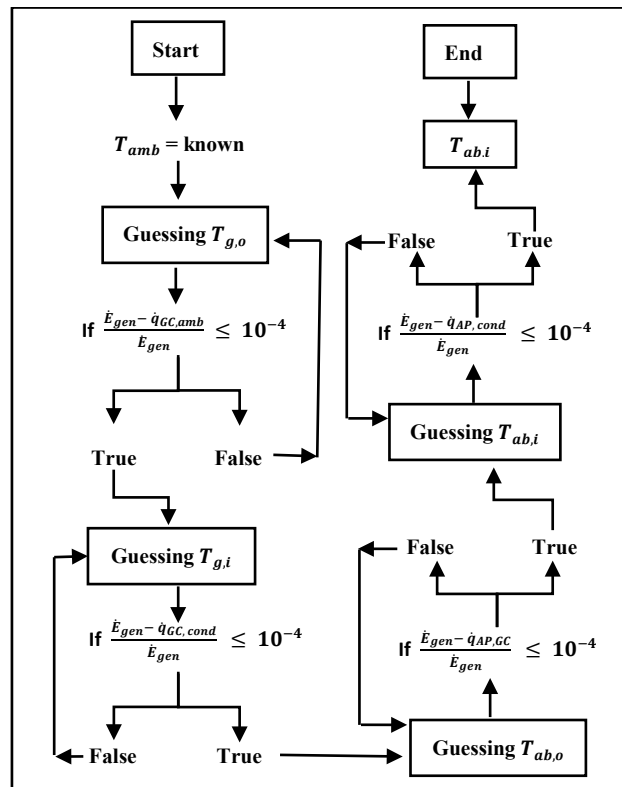 Start
T_amb = known
Guessing T_g,o
If (Ė_gen − q̇_GC,amb)/Ė_gen ≤ 10⁻⁴
True
False
Guessing T_g,i
If (Ė_gen − q̇_GC,cond)/Ė_gen ≤ 10⁻⁴
False
True
Guessing T_ab,o
If (Ė_gen − q̇_AP,GC)/Ė_gen ≤ 10⁻⁴
False
True
Guessing T_ab,i
If (Ė_gen − q̇_AP,cond)/Ė_gen ≤ 10⁻⁴
False
True
T_ab.i
End